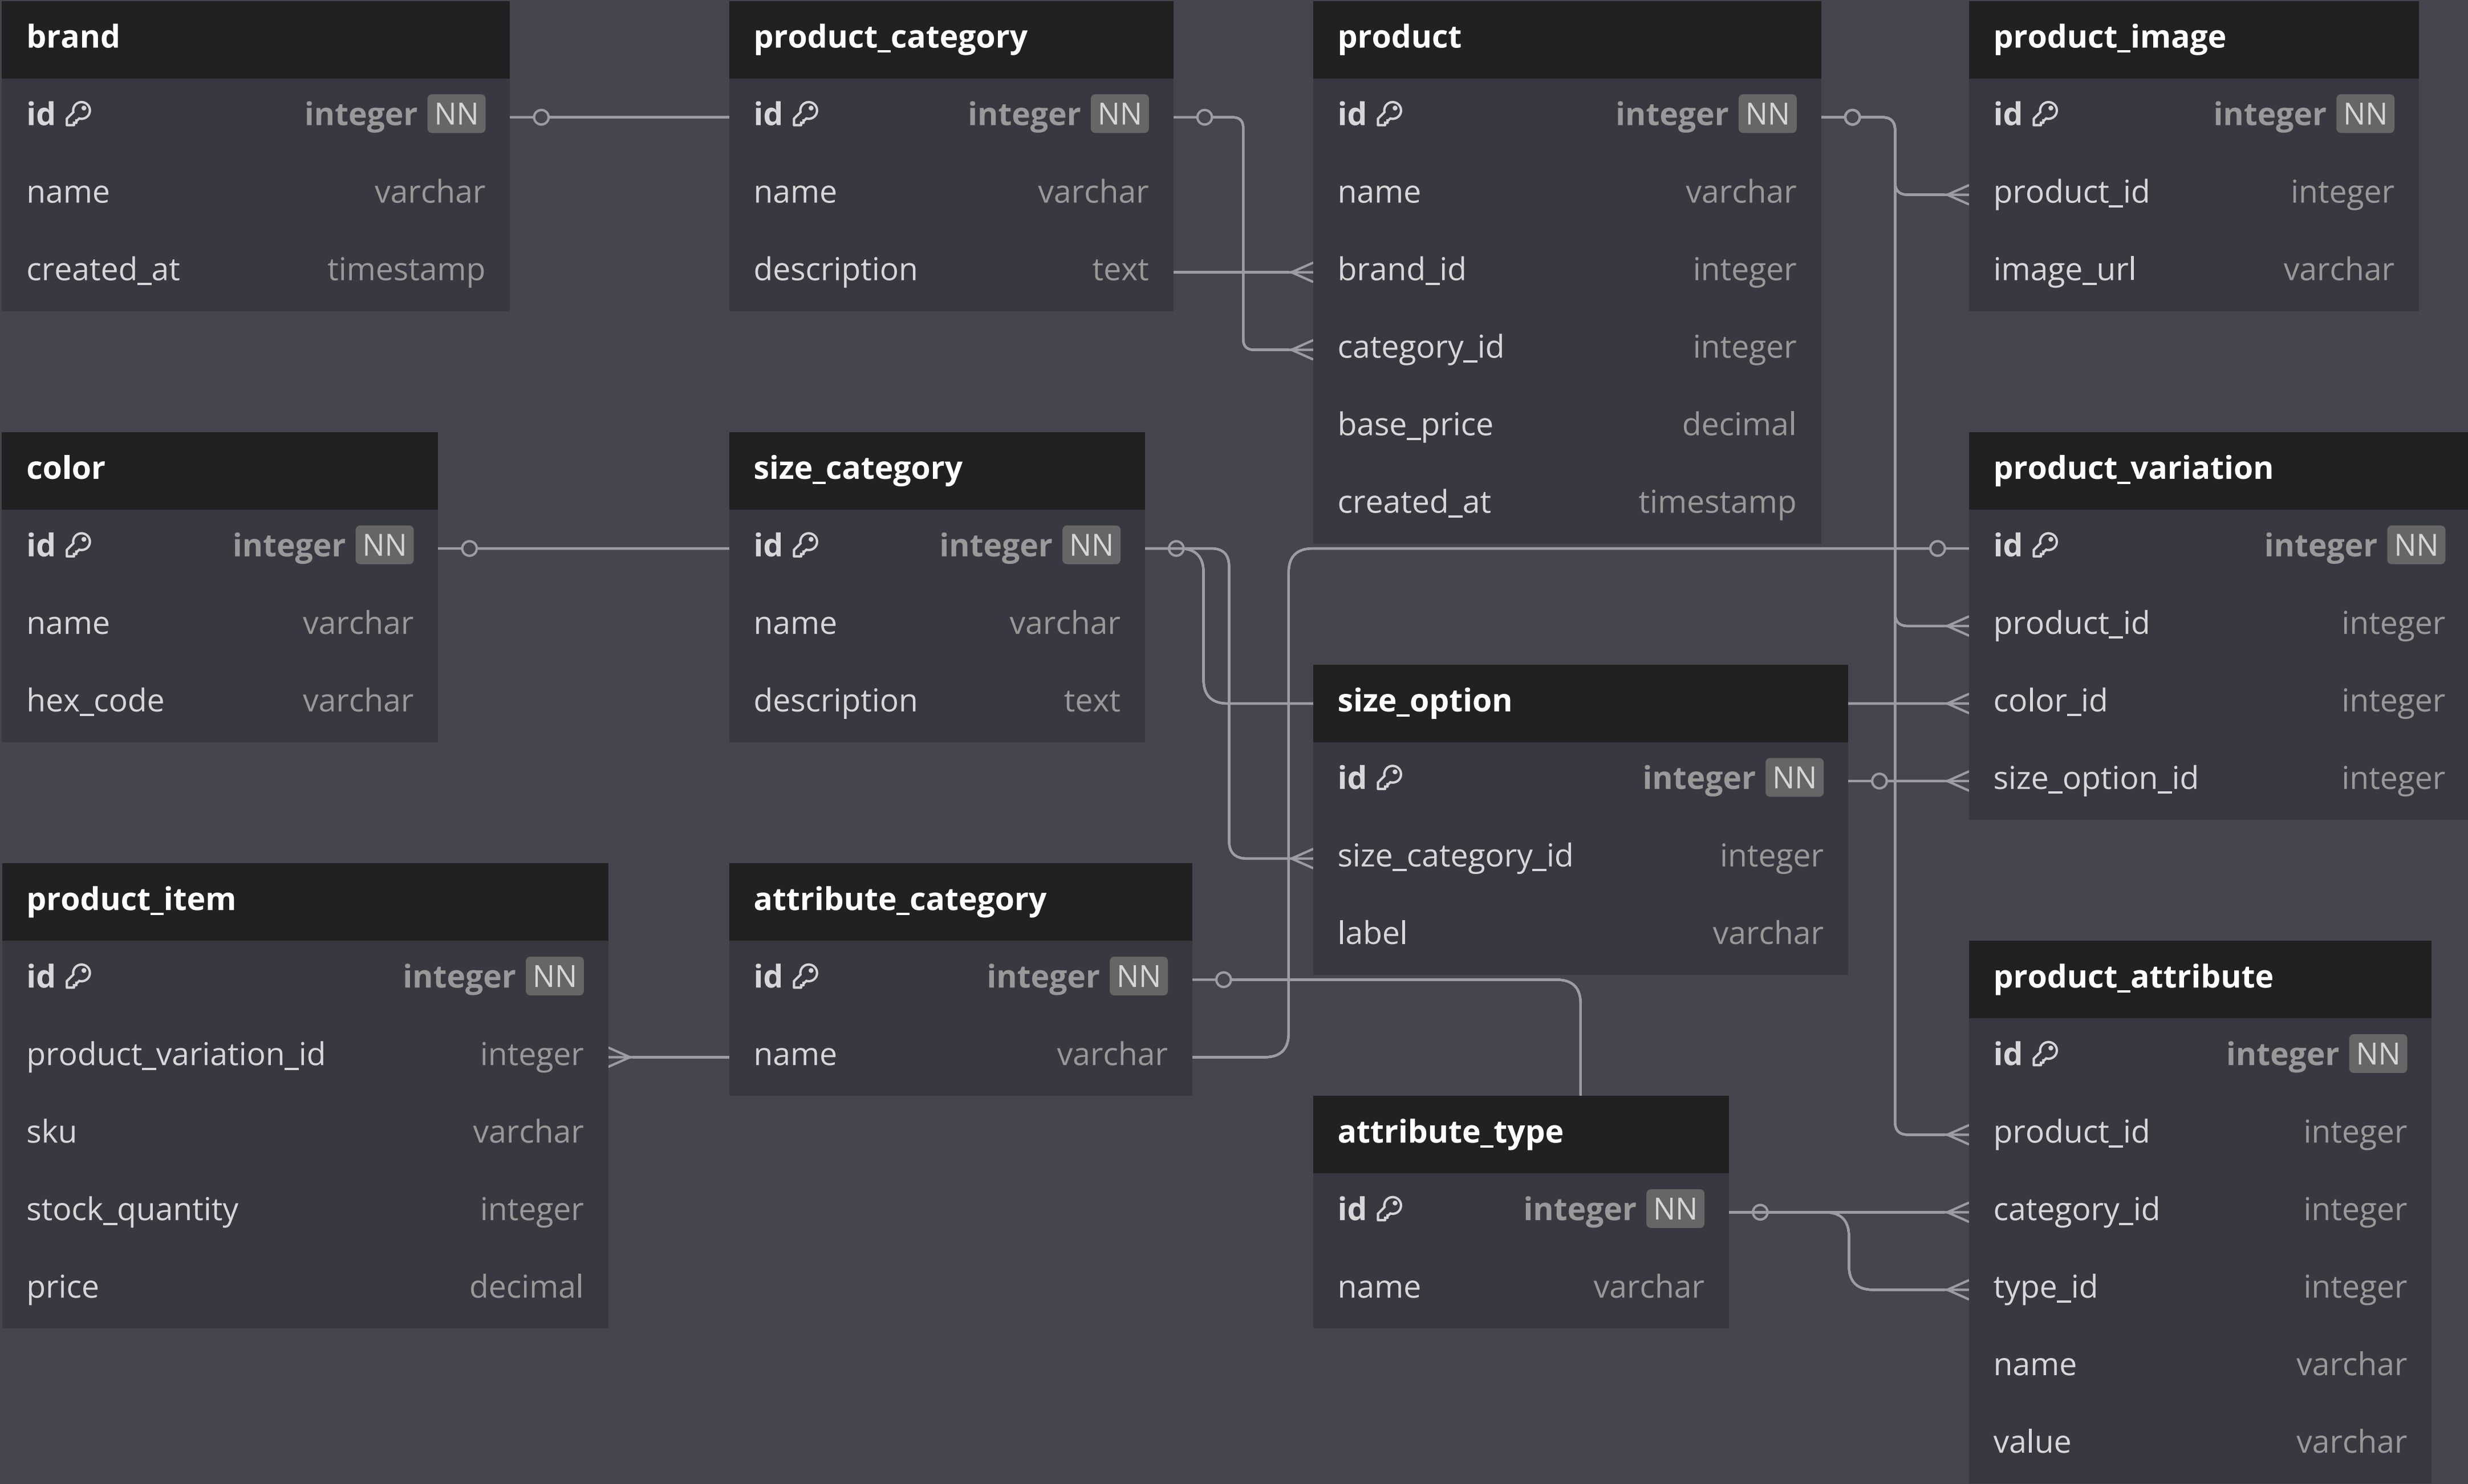 brand
id integer NN
name varchar
created_at timestamp
product_category
id integer NN
name varchar
description text
product
id integer NN
name varchar
brand_id integer
category_id integer
base_price decimal
created_at timestamp
product_image
id integer NN
product_id integer
image_url varchar
color
id integer NN
name varchar
hex_code varchar
size_category
id integer NN
name varchar
description text
size_option
id integer NN
size_category_id integer
label varchar
product_variation
id integer NN
product_id integer
color_id integer
size_option_id integer
product_item
id integer NN
product_variation_id integer
sku varchar
stock_quantity integer
price decimal
attribute_category
id integer NN
name varchar
attribute_type
id integer NN
name varchar
product_attribute
id integer NN
product_id integer
category_id integer
type_id integer
name varchar
value varchar